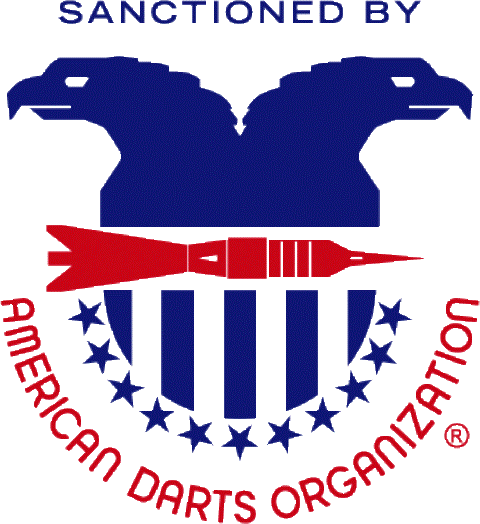 SANCTIONED BY
AMERICAN DARTS ORGANIZATION
®